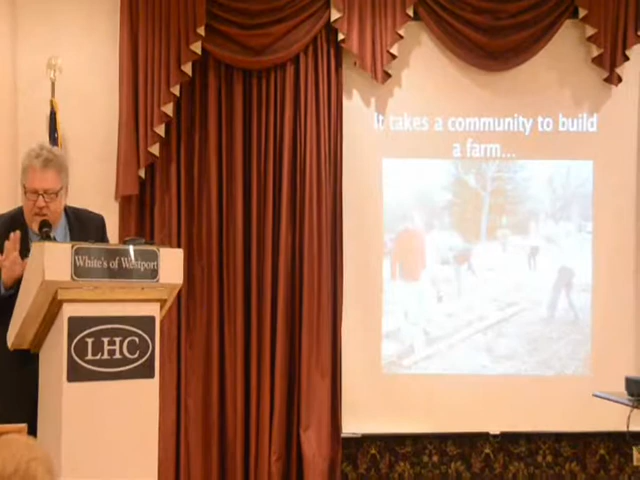 It takes a community to build
a farm...
White's of Westport
LHC